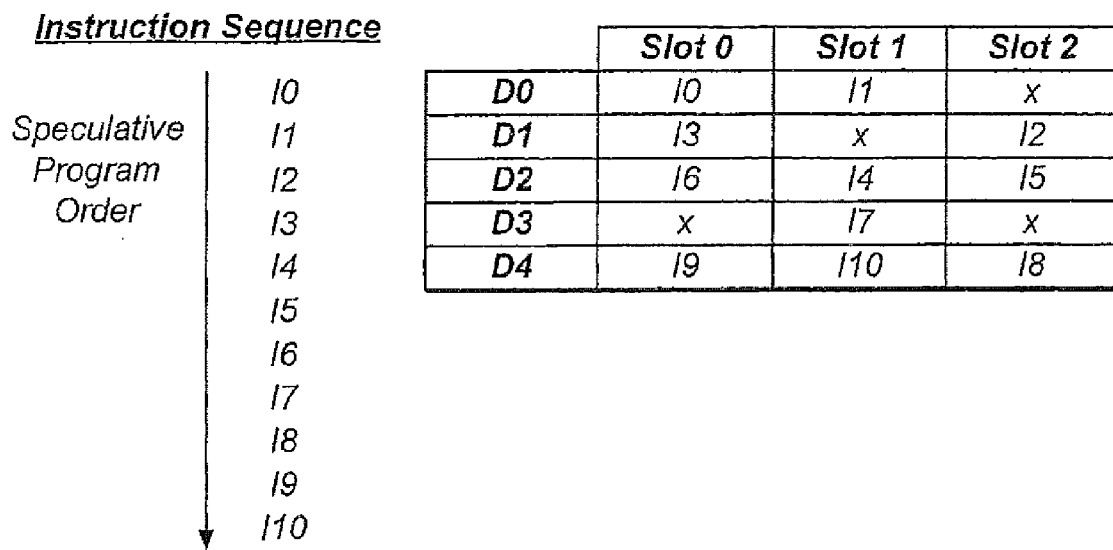 Instruction Sequence
Speculative
Program
Order
I0
I1
I2
I3
I4
I5
I6
I7
I8
I9
I10
Slot 0 Slot 1 Slot 2
D0 I0 I1 x
D1 I3 x I2
D2 I6 I4 I5
D3 x I7 x
D4 I9 I10 I8